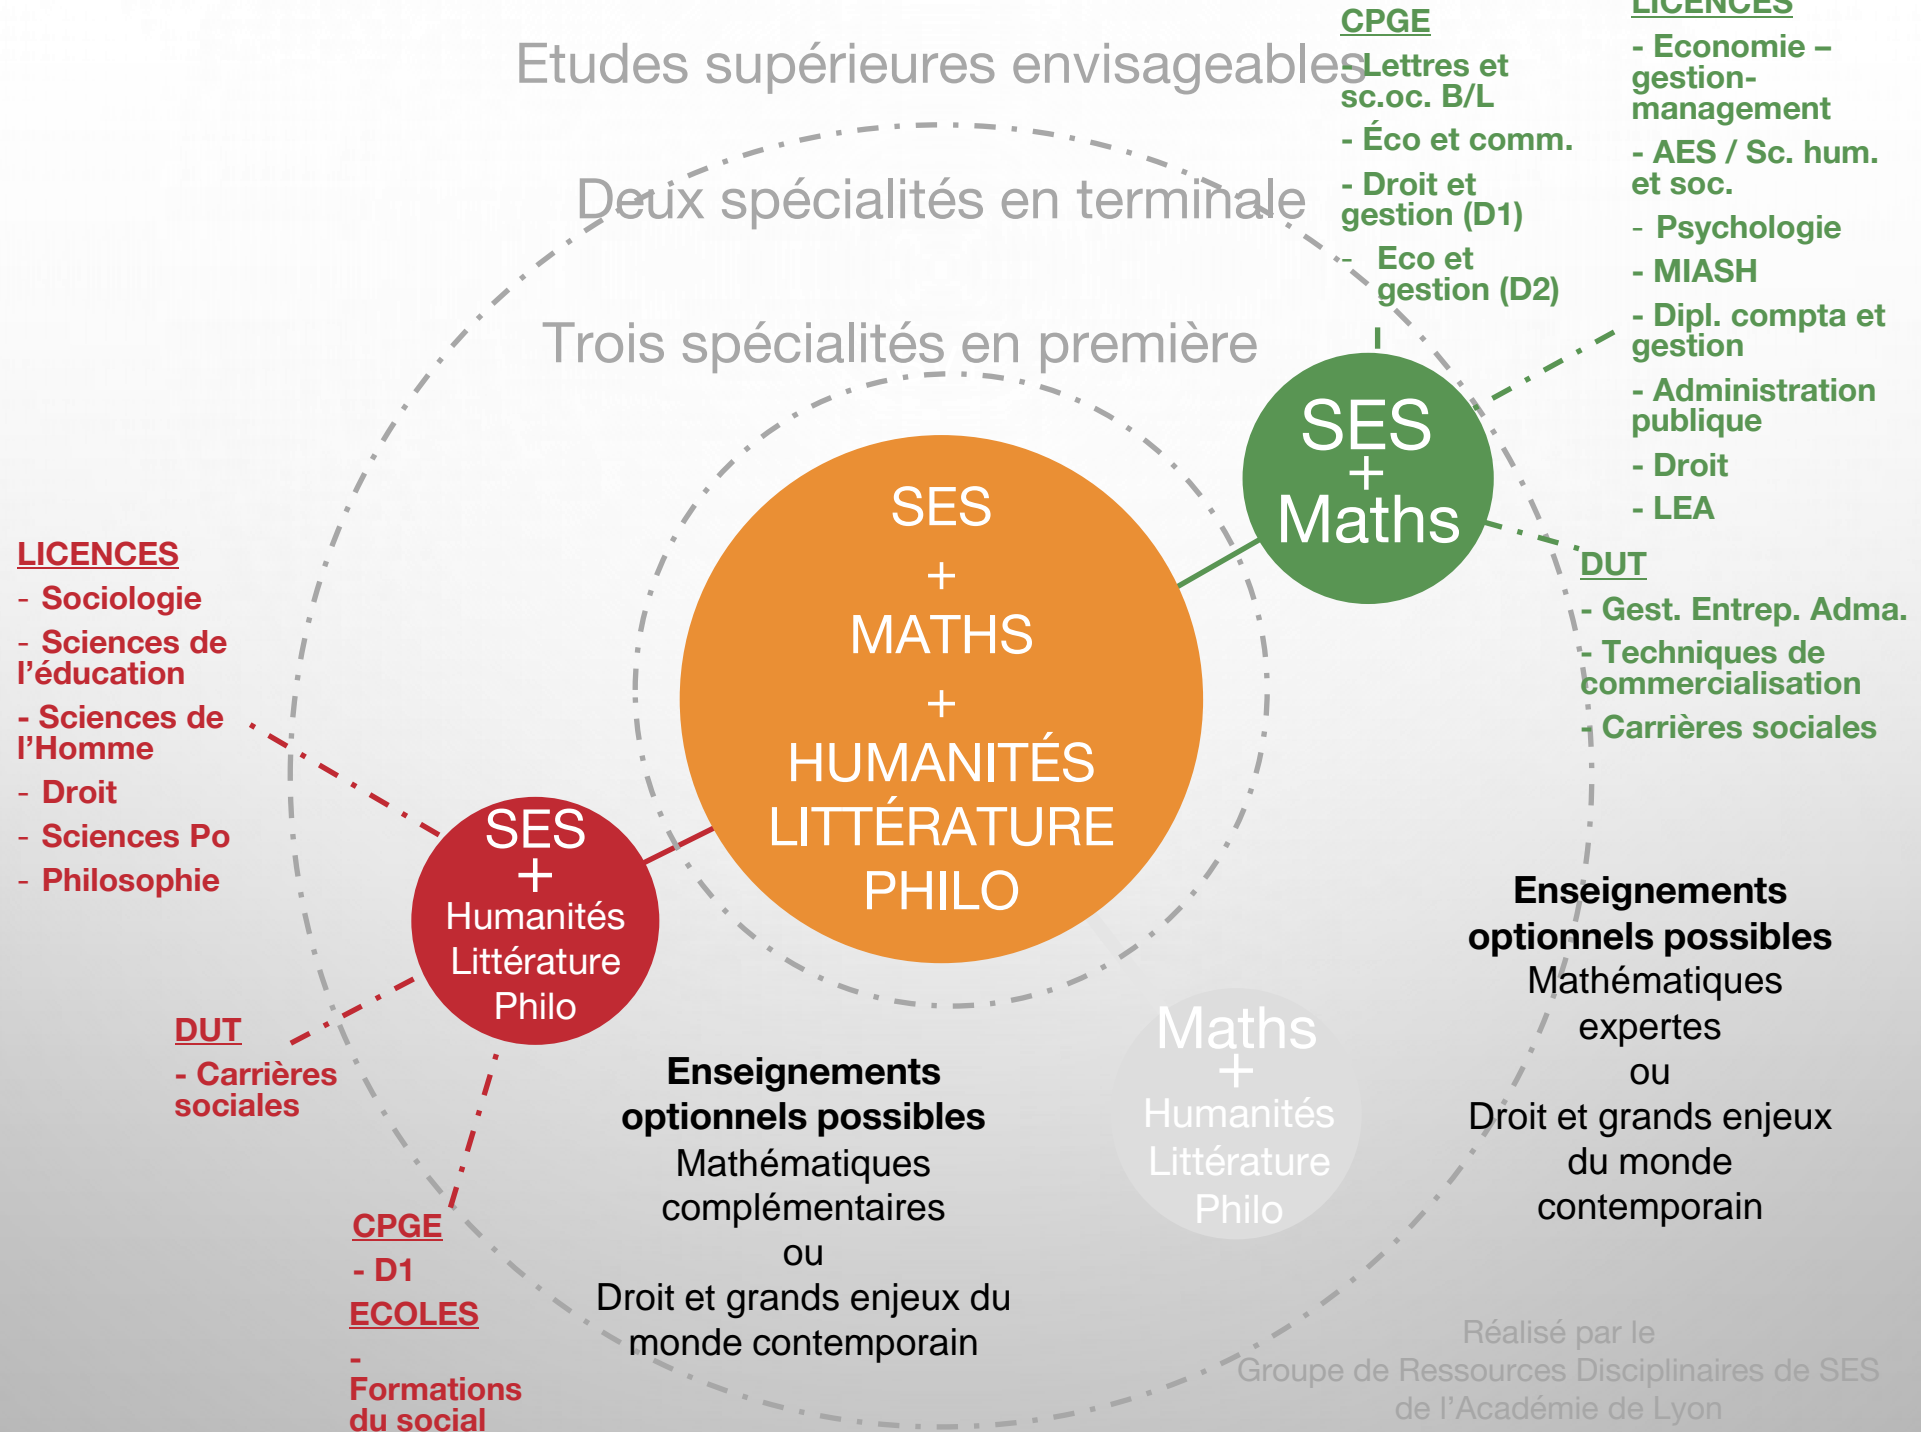 Etudes supérieures envisageables
Deux spécialités en terminale
Trois spécialités en première
CPGE
- Lettres et
sc.oc. B/L
- Éco et comm.
- Droit et
gestion (D1)
- Eco et
gestion (D2)
LICENCES
- Economie –
gestion-
management
- AES / Sc. hum.
et soc.
- Psychologie
- MIASH
- Dipl. compta et
gestion
- Administration
publique
- Droit
- LEA
SES
+
Maths
DUT
- Gest. Entrep. Adma.
- Techniques de
commercialisation
- Carrières sociales
SES
+
MATHS
+
HUMANITÉS
LITTÉRATURE
PHILO
LICENCES
- Sociologie
- Sciences de
l’éducation
- Sciences de
l’Homme
- Droit
- Sciences Po
- Philosophie
SES
+
Humanités
Littérature
Philo
DUT
- Carrières
sociales
CPGE
- D1
ECOLES
-
Formations
du social
Enseignements
optionnels possibles
Mathématiques
complémentaires
ou
Droit et grands enjeux du
monde contemporain
Maths
+
Humanités
Littérature
Philo
Enseignements
optionnels possibles
Mathématiques
expertes
ou
Droit et grands enjeux
du monde
contemporain
Réalisé par le
Groupe de Ressources Disciplinaires de SES
de l’Académie de Lyon